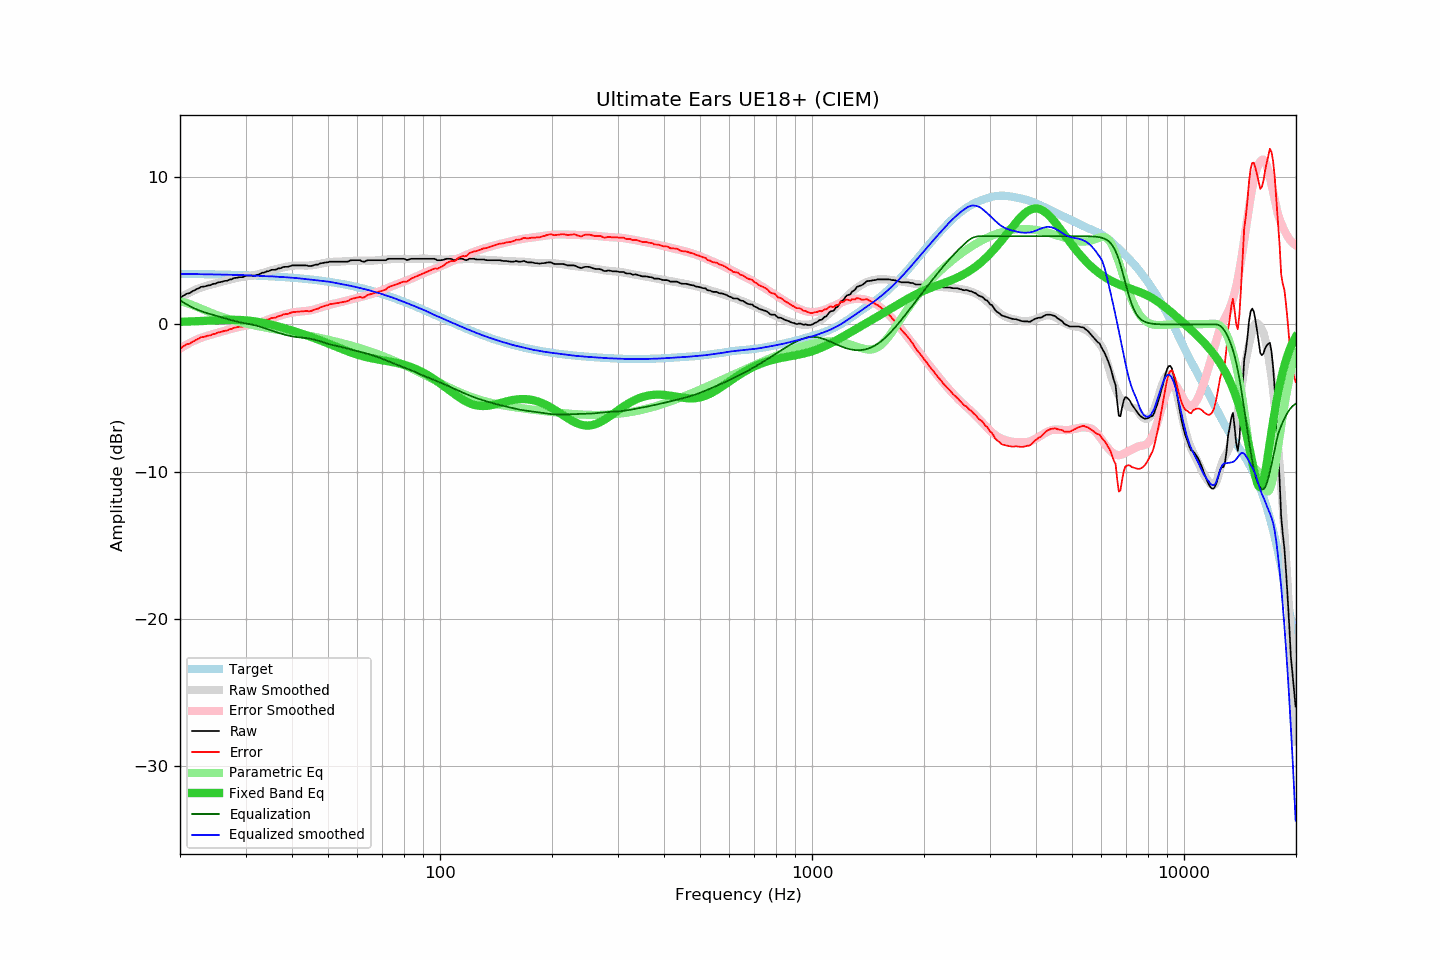 Ultimate Ears UE18+ (CIEM)
10
0
−10
−20
−30
Amplitude (dBr)
Target
Raw Smoothed
Error Smoothed
Raw
Error
Parametric Eq
Fixed Band Eq
Equalization
Equalized smoothed
100 1000 10000
Frequency (Hz)